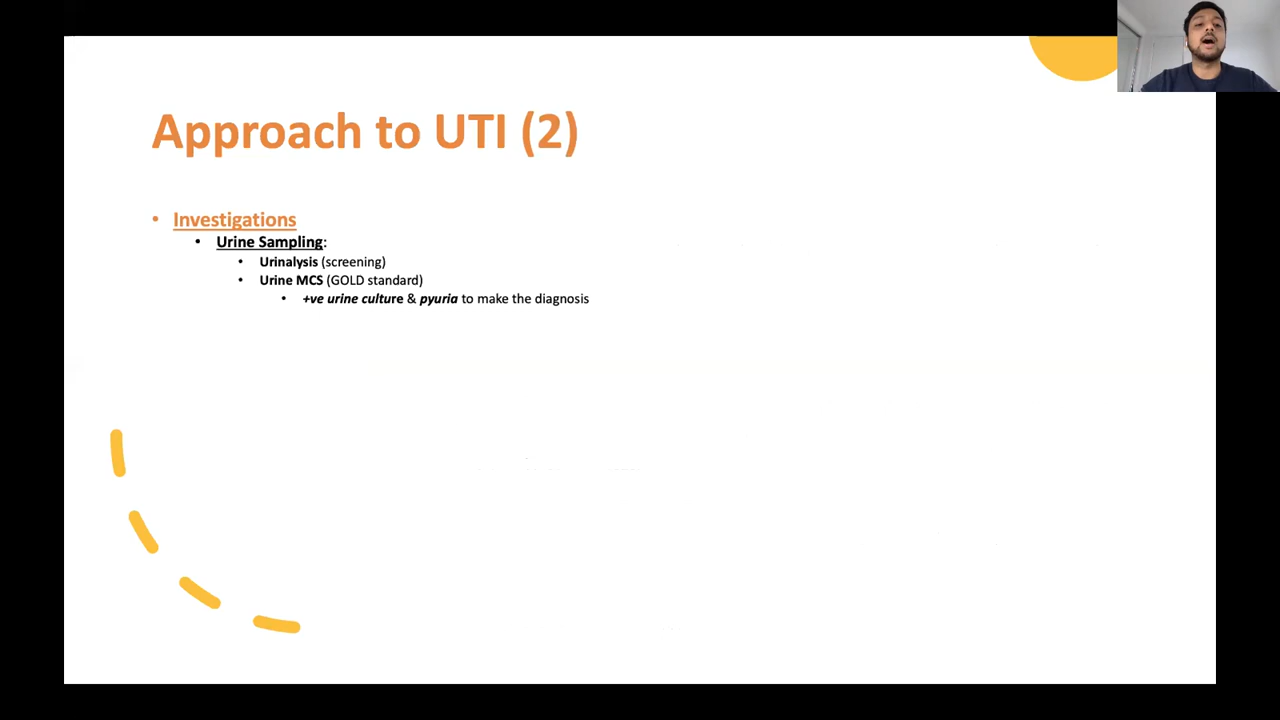 Approach to UTI (2)
• Investigations
• Urine Sampling:
• Urinalysis (screening)
• Urine MCS (GOLD standard)
• +ve urine culture & pyuria to make the diagnosis